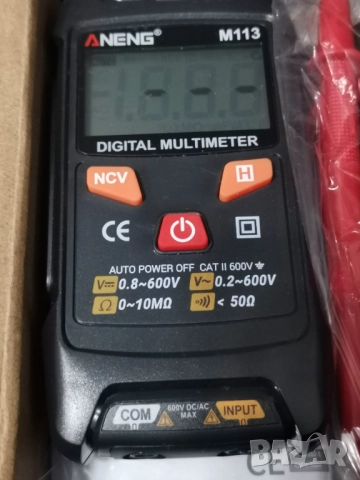 ANENG® M113
DIGITAL MULTIMETER
NCV H
CE
AUTO POWER OFF CAT II 600V
V 0.8~600V V~ 0.2~600V
Ω 0~10MΩ < 50Ω
COM 600V DC/AC MAX INPUT
BAZAR